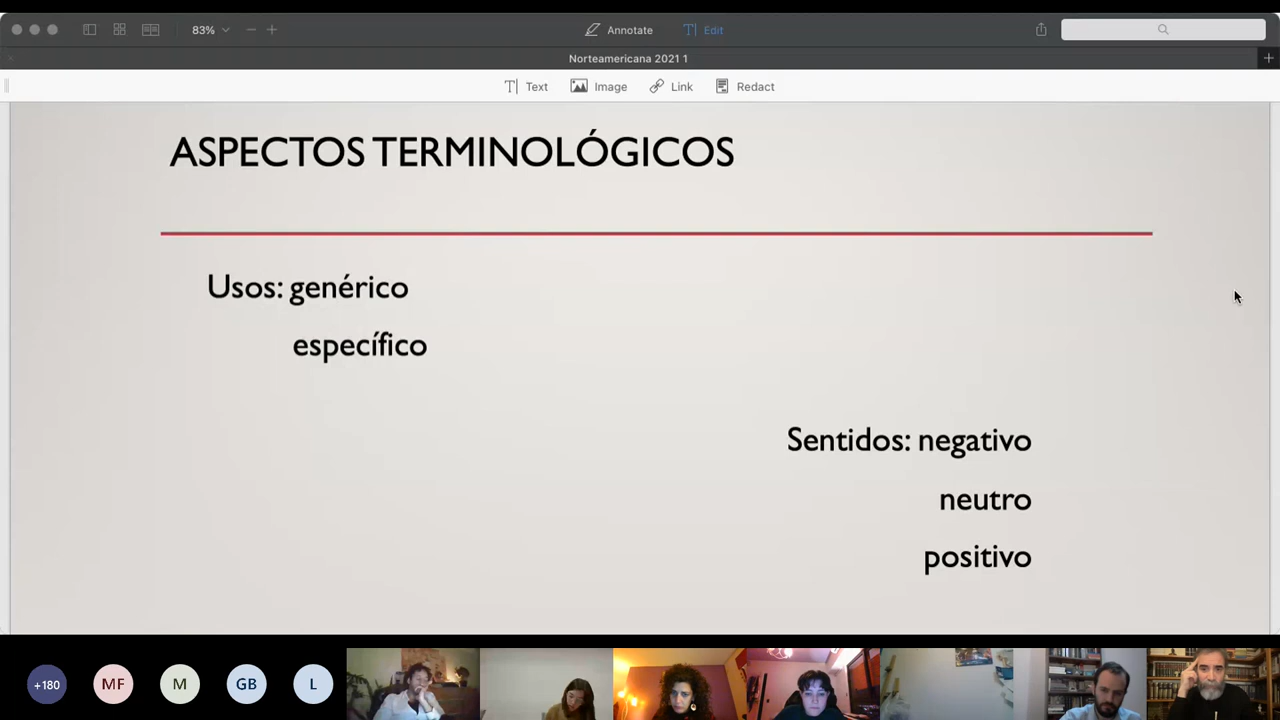 83%
Annotate
Edit
Norteamericana 2021 1
Text
Image
Link
Redact
ASPECTOS TERMINOLÓGICOS
Usos: genérico
específico
Sentidos: negativo
neutro
positivo
+180
MF
M
GB
L